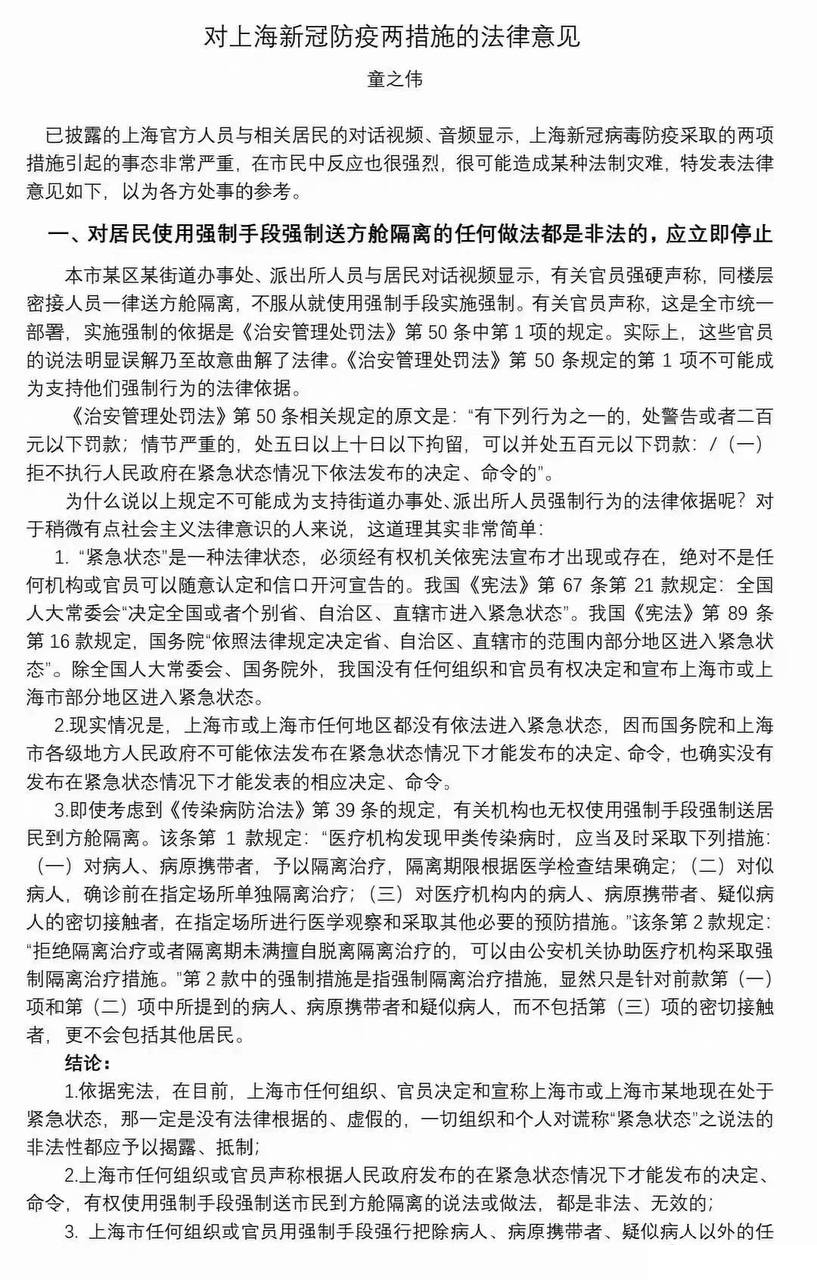 对上海新冠防疫两措施的法律意见
童之伟
已披露的上海官方人员与相关居民的对话视频、音频显示，上海新冠病毒防疫采取的两项
措施引起的事态非常严重，在市民中反应也很强烈，很可能造成某种法制灾难，特发表法律
意见如下，以为各方处事的参考。
一、对居民使用强制手段强制送方舱隔离的任何做法都是非法的，应立即停止
本市某区某街道办事处、派出所人员与居民对话视频显示，有关官员强硬声称，同楼层
密接人员一律送方舱隔离，不服从就使用强制手段实施强制。有关官员声称，这是全市统一
部署，实施强制的依据是《治安管理处罚法》第 50 条中第 1 项的规定。实际上，这些官员
的说法明显误解乃至故意曲解了法律。《治安管理处罚法》第 50 条规定的第 1 项不可能成
为支持他们强制行为的法律依据。
《治安管理处罚法》第 50 条相关规定的原文是：“有下列行为之一的，处警告或者二百
元以下罚款；情节严重的，处五日以上十日以下拘留，可以并处五百元以下罚款：/（一）
拒不执行人民政府在紧急状态情况下依法发布的决定、命令的”。
为什么说以上规定不可能成为支持街道办事处、派出所人员强制行为的法律依据呢？对
于稍微有点社会主义法律意识的人来说，这道理其实非常简单：
1. “紧急状态”是一种法律状态，必须经有权机关依宪法宣布才出现或存在，绝对不是任
何机构或官员可以随意认定和信口开河宣告的。我国《宪法》第 67 条第 21 款规定：全国
人大常委会“决定全国或者个别省、自治区、直辖市进入紧急状态”。我国《宪法》第 89 条
第 16 款规定，国务院“依照法律规定决定省、自治区、直辖市的范围内部分地区进入紧急状
态”。除全国人大常委会、国务院外，我国没有任何组织和官员有权决定和宣布上海市或上
海市部分地区进入紧急状态。
2.现实情况是，上海市或上海市任何地区都没有依法进入紧急状态，因而国务院和上海
市各级地方人民政府不可能依法发布在紧急状态情况下才能发布的决定、命令，也确实没有
发布在紧急状态情况下才能发表的相应决定、命令。
3.即使考虑到《传染病防治法》第 39 条的规定，有关机构也无权使用强制手段强制送居
民到方舱隔离。该条第 1 款规定：“医疗机构发现甲类传染病时，应当及时采取下列措施：
（一）对病人、病原携带者，予以隔离治疗，隔离期限根据医学检查结果确定；（二）对似
病人，确诊前在指定场所单独隔离治疗；（三）对医疗机构内的病人、病原携带者、疑似病
人的密切接触者，在指定场所进行医学观察和采取其他必要的预防措施。”该条第 2 款规定：
“拒绝隔离治疗或者隔离期未满擅自脱离隔离治疗的，可以由公安机关协助医疗机构采取强
制隔离治疗措施。”第 2 款中的强制措施是指强制隔离治疗措施，显然只是针对前款第（一）
项和第（二）项中所提到的病人、病原携带者和疑似病人，而不包括第（三）项的密切接触
者，更不会包括其他居民。
结论：
1.依据宪法，在目前，上海市任何组织、官员决定和宣称上海市或上海市某地现在处于
紧急状态，那一定是没有法律根据的、虚假的，一切组织和个人对谎称“紧急状态”之说法的
非法性都应予以揭露、抵制；
2.上海市任何组织或官员声称根据人民政府发布的在紧急状态情况下才能发布的决定、
命令，有权使用强制手段强制送市民到方舱隔离的说法或做法，都是非法、无效的；
3. 上海市任何组织或官员用强制手段强行把除病人、病原携带者、疑似病人以外的任